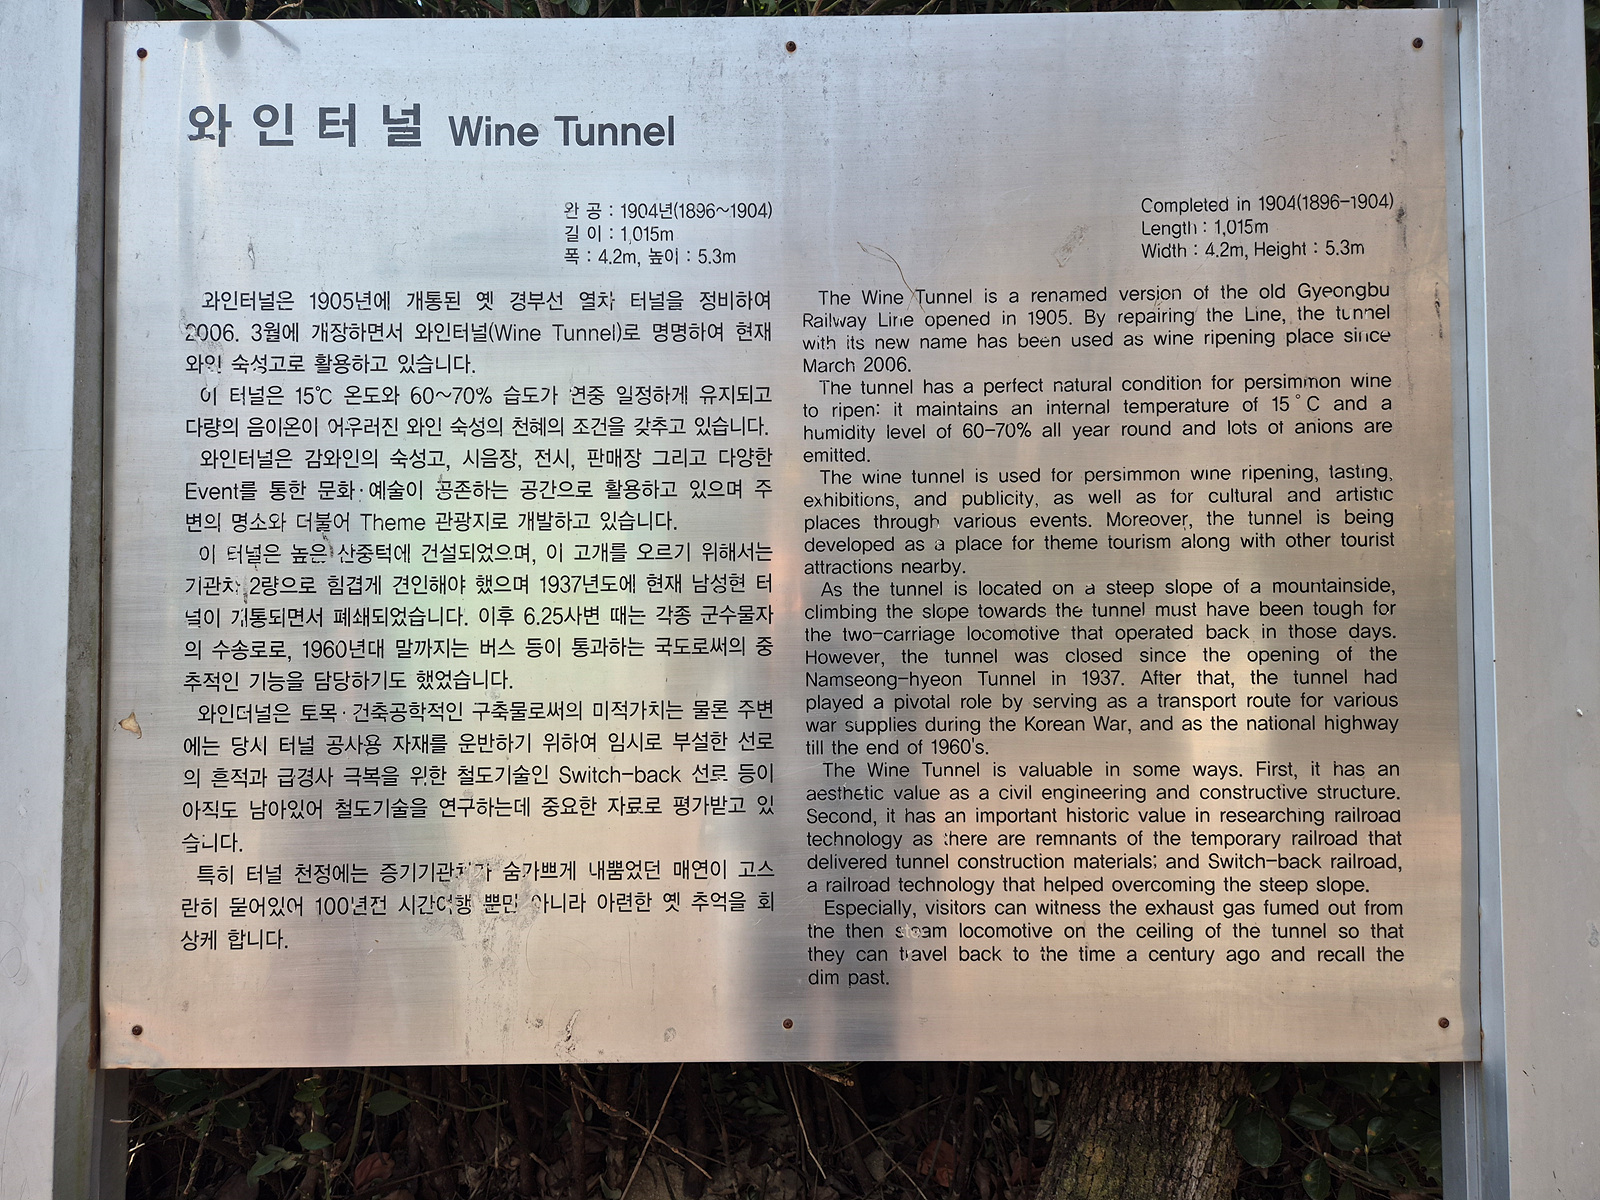 와인터널 Wine Tunnel
완 공 : 1904년(1896~1904)
길 이 : 1,015m
폭 : 4.2m, 높이 : 5.3m
와인터널은 1905년에 개통된 옛 경부선 열차 터널을 정비하여
2006. 3월에 개장하면서 와인터널(Wine Tunnel)로 명명하여 현재
와인 숙성고로 활용하고 있습니다.
이 터널은 15℃ 온도와 60~70% 습도가 연중 일정하게 유지되고
다량의 음이온이 어우러진 와인 숙성의 천혜의 조건을 갖추고 있습니다.
와인터널은 감와인의 숙성고, 시음장, 전시, 판매장 그리고 다양한
Event를 통한 문화·예술이 공존하는 공간으로 활용하고 있으며 주
변의 명소와 더불어 Theme 관광지로 개발하고 있습니다.
이 터널은 높은 산중턱에 건설되었으며, 이 고개를 오르기 위해서는
기관차 2량으로 힘겹게 견인해야 했으며 1937년도에 현재 남성현 터
널이 개통되면서 폐쇄되었습니다. 이후 6.25사변 때는 각종 군수물자
의 수송로로, 1960년대 말까지는 버스 등이 통과하는 국도로써의 중
추적인 기능을 담당하기도 했었습니다.
와인터널은 토목·건축공학적인 구축물로써의 미적가치는 물론 주변
에는 당시 터널 공사용 자재를 운반하기 위하여 임시로 부설한 선로
의 흔적과 급경사 극복을 위한 철도기술인 Switch-back 선로 등이
아직도 남아있어 철도기술을 연구하는데 중요한 자료로 평가받고 있
습니다.
특히 터널 천정에는 증기기관차가 숨가쁘게 내뿜었던 매연이 고스
란히 묻어있어 100년전 시간여행 뿐만 아니라 아련한 옛 추억을 회
상케 합니다.
Completed in 1904(1896-1904)
Length : 1,015m
Width : 4.2m, Height : 5.3m
The Wine Tunnel is a renamed version of the old Gyeongbu
Railway Line opened in 1905. By repairing the Line, the tunnel
with its new name has been used as wine ripening place since
March 2006.
The tunnel has a perfect natural condition for persimmon wine
to ripen: it maintains an internal temperature of 15°C and a
humidity level of 60-70% all year round and lots of anions are
emitted.
The wine tunnel is used for persimmon wine ripening, tasting,
exhibitions, and publicity, as well as for cultural and artistic
places through various events. Moreover, the tunnel is being
developed as a place for theme tourism along with other tourist
attractions nearby.
As the tunnel is located on a steep slope of a mountainside,
climbing the slope towards the tunnel must have been tough for
the two-carriage locomotive that operated back in those days.
However, the tunnel was closed since the opening of the
Namseong-hyeon Tunnel in 1937. After that, the tunnel had
played a pivotal role by serving as a transport route for various
war supplies during the Korean War, and as the national highway
till the end of 1960's.
The Wine Tunnel is valuable in some ways. First, it has an
aesthetic value as a civil engineering and constructive structure.
Second, it has an important historic value in researching railroad
technology as there are remnants of the temporary railroad that
delivered tunnel construction materials; and Switch-back railroad,
a railroad technology that helped overcoming the steep slope.
Especially, visitors can witness the exhaust gas fumed out from
the then steam locomotive on the ceiling of the tunnel so that
they can travel back to the time a century ago and recall the
dim past.